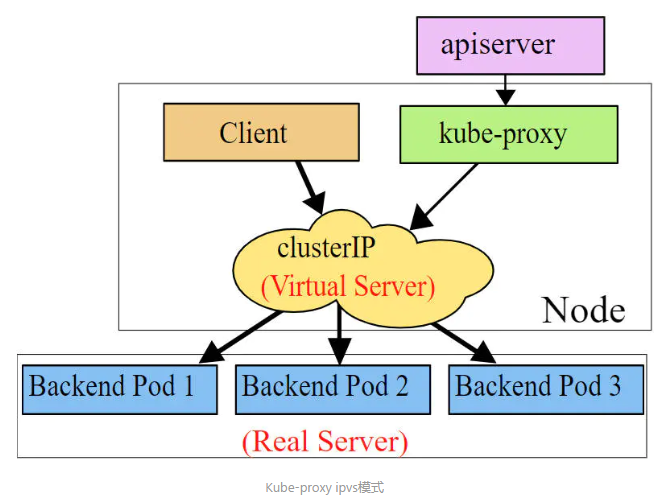 apiserver
Client
kube-proxy
clusterIP
(Virtual Server)
Node
Backend Pod 1
Backend Pod 2
Backend Pod 3
(Real Server)
Kube-proxy ipvs模式